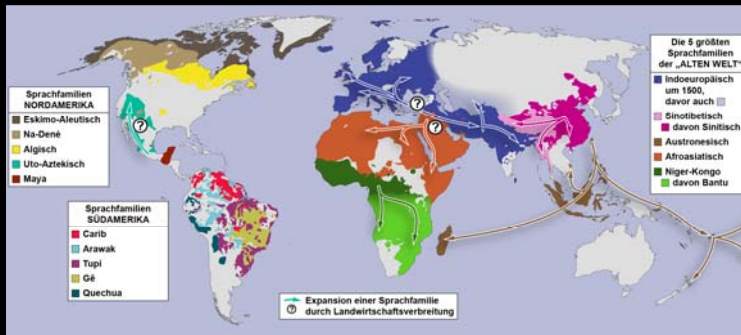 Sprachfamilien
NORDAMERIKA
Eskimo-Aleutisch
Na-Denè
Algisch
Uto-Aztekisch
Maya
Sprachfamilien
SÜDAMERIKA
Carib
Arawak
Tupi
Gê
Quechua
?
?
?
? Expansion einer Sprachfamilie
durch Landwirtschaftsverbreitung
Die 5 größten
Sprachfamilien
der „ALTEN WELT"
Indoeuropäisch
um 1500,
davor auch
Sinotibetisch
davon Sinitisch
Austronesisch
Afroasiatisch
Niger-Kongo
davon Bantu